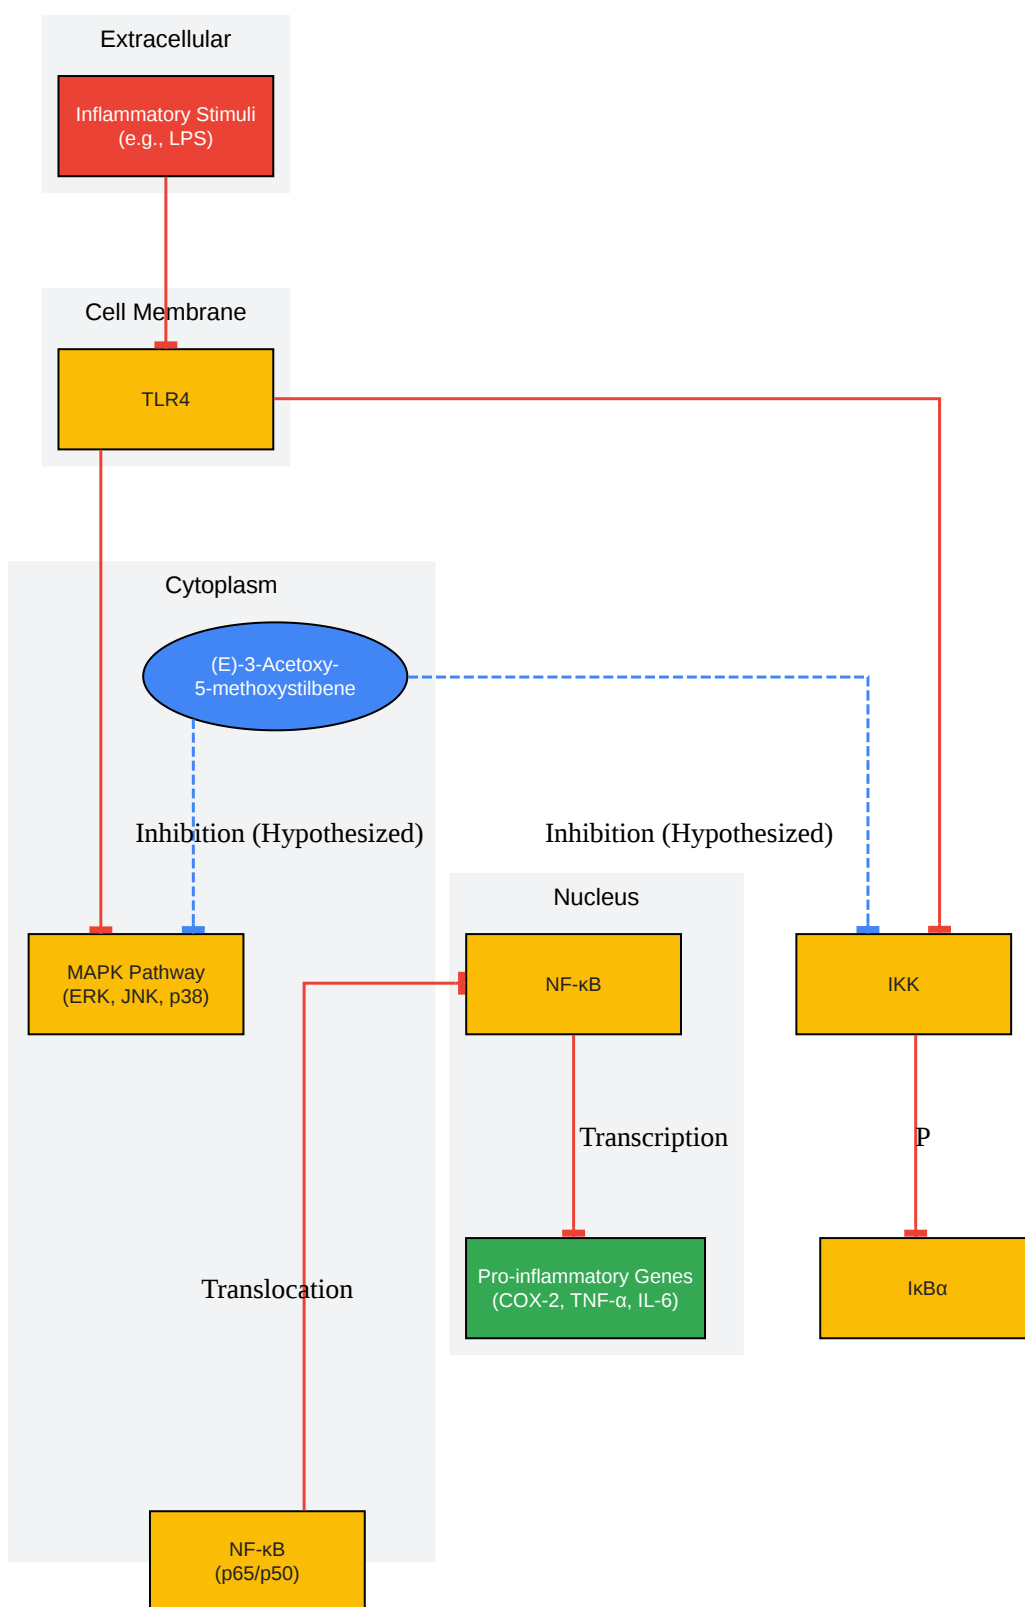 Extracellular
Inflammatory Stimuli
(e.g., LPS)
Cell Membrane
TLR4
Cytoplasm
(E)-3-Acetoxy-
5-methoxystilbene
Inhibition (Hypothesized)
Inhibition (Hypothesized)
Nucleus
MAPK Pathway
(ERK, JNK, p38)
NF-κB
IKK
Transcription
P
Translocation
Pro-inflammatory Genes
(COX-2, TNF-α, IL-6)
IκBα
NF-κB
(p65/p50)